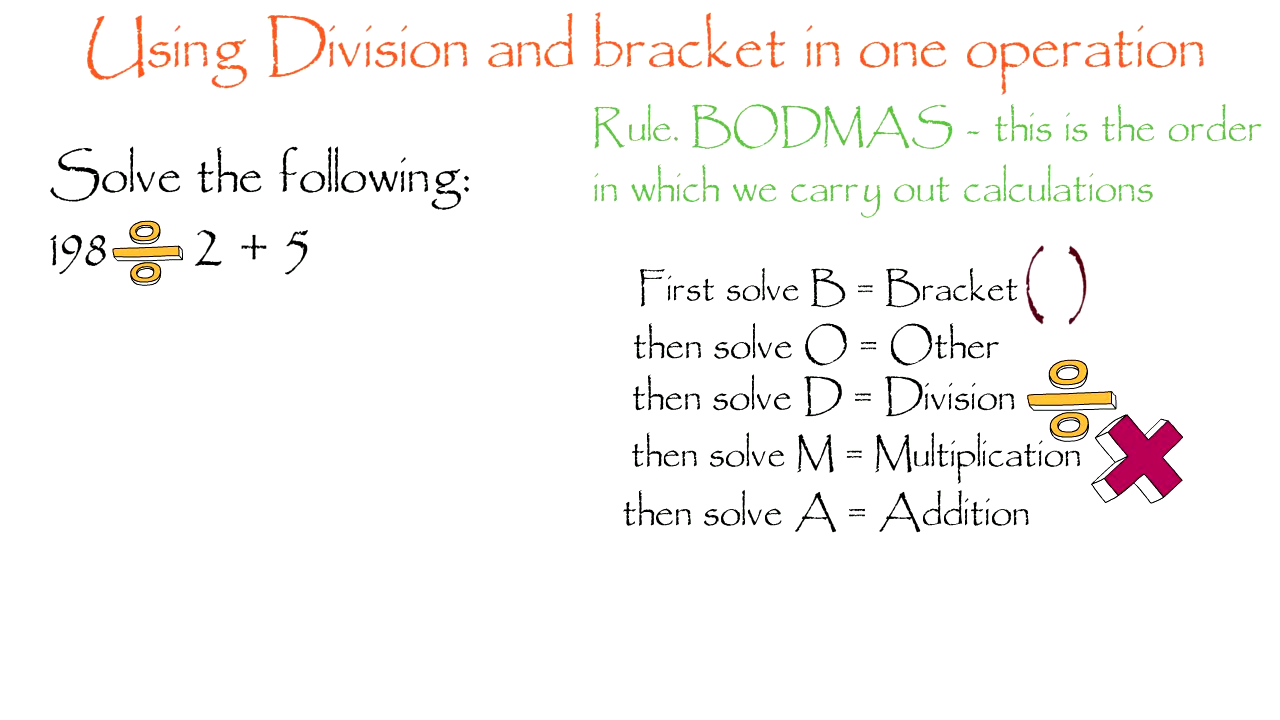 Using Division and bracket in one operation
Rule. BODMAS - this is the order
in which we carry out calculations
Solve the following:
198 ÷ 2 + 5
First solve B = Bracket ( )
then solve O = Other
then solve D = Division ÷
then solve M = Multiplication ×
then solve A = Addition